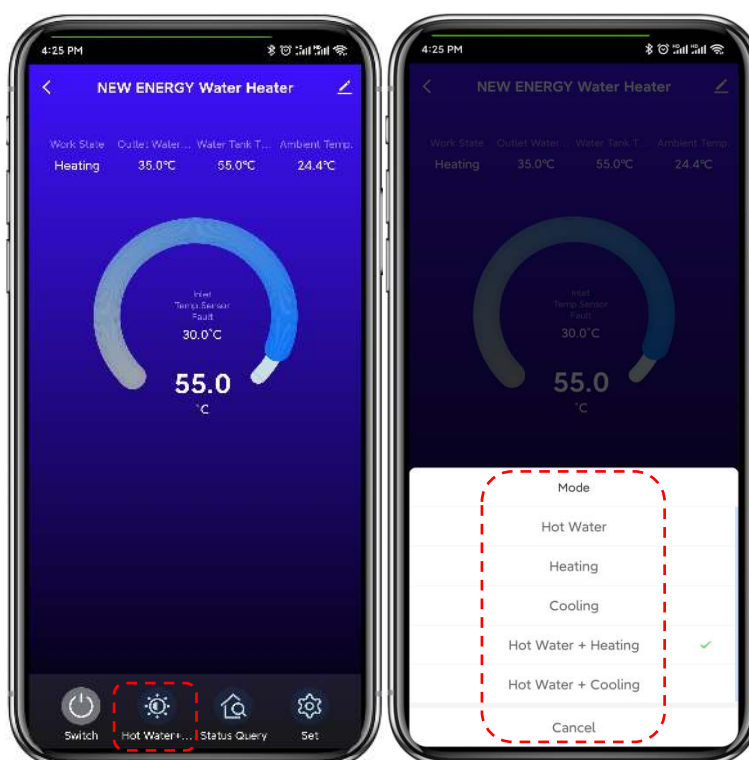 4:25 PM
NEW ENERGY Water Heater
Work State Outlet Water... Water Tank T... Ambient Temp.
Heating 35.0℃ 55.0℃ 24.4℃
Inlet
Temp.Sensor
Fault
30.0°C
55.0
°C
Switch Hot Water+... Status Query Set
4:25 PM
NEW ENERGY Water Heater
Work State Outlet Water... Water Tank T... Ambient Temp.
Heating 35.0℃ 55.0℃ 24.4℃
Inlet
Temp.Sensor
Fault
30.0°C
55.0
°C
Mode
Hot Water
Heating
Cooling
Hot Water + Heating
Hot Water + Cooling
Cancel